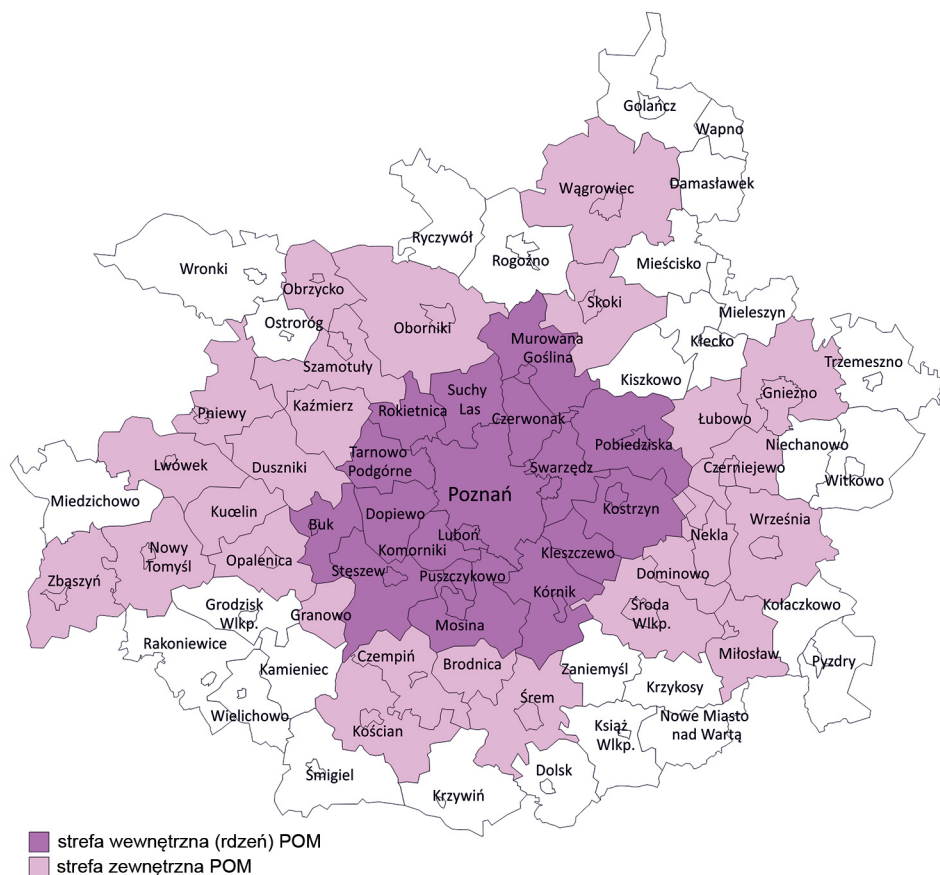 Gołańcz
Wapno
Wągrowiec
Damasławek
Ryczywół
Rogoźno
Mieścisko
Wronki
Obrzycko
Skoki
Mieleszyn
Ostroróg
Oborniki
Murowana
Goślina
Kłecko
Trzemeszno
Szamotuły
Kiszkowo
Gniezno
Suchy
Las
Pniewy
Kaźmierz
Rokietnica
Czerwonak
Łubowo
Niechanowo
Pobiedziska
Tarnowo
Podgórne
Lwówek
Duszniki
Swarzędz
Czerniejewo
Witkowo
Miedzichowo
Poznań
Kuœlin
Buk
Dopiewo
Kostrzyn
Września
Luboń
Nekla
Nowy
Tomyśl
Opalenica
Komorniki
Kleszczewo
Zbąszyń
Stęszew
Puszczykowo
Dominowo
Kórnik
Grodzisk
Wlkp.
Granowo
Środa
Wlkp.
Kołaczkowo
Mosina
Rakoniewice
Czempiń
Brodnica
Zaniemyśl
Miłosław
Pyzdry
Kamieniec
Krzykosy
Śrem
Wielichowo
Kościan
Książ
Wlkp.
Nowe Miasto
nad Wartą
Śmigiel
Dolsk
Krzywiń
strefa wewnętrzna (rdzeń) POM
strefa zewnętrzna POM